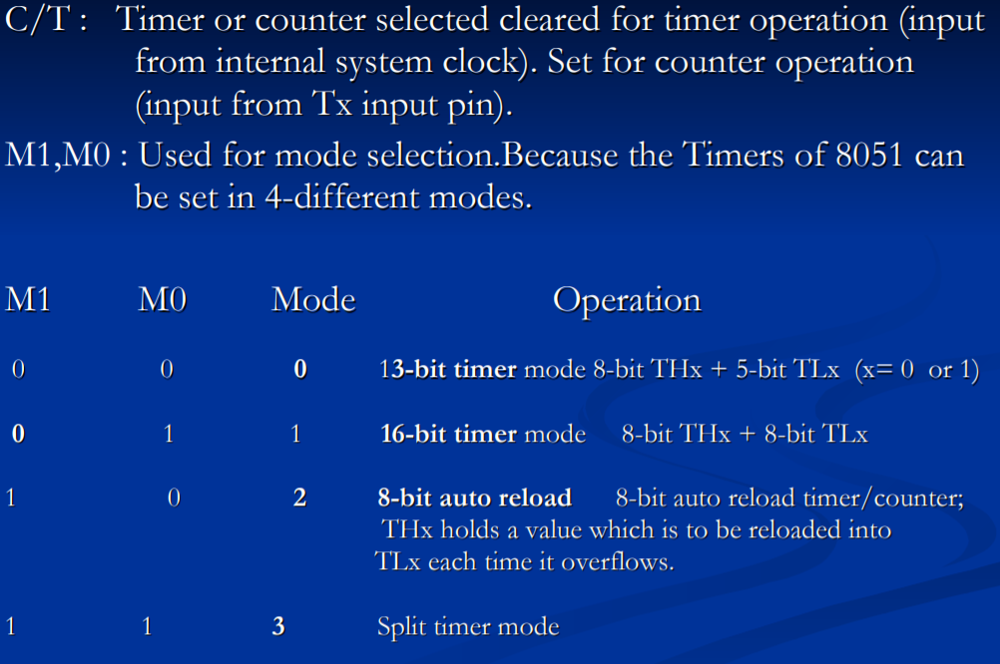 C/T :  Timer or counter selected cleared for timer operation (input
from internal system clock). Set for counter operation
(input from Tx input pin).
M1,M0 : Used for mode selection.Because the Timers of 8051 can
be set in 4-different modes.
M1 M0 Mode Operation
0 0 0 13-bit timer mode 8-bit THx + 5-bit TLx (x= 0 or 1)
0 1 1 16-bit timer mode 8-bit THx + 8-bit TLx
1 0 2 8-bit auto reload 8-bit auto reload timer/counter;
THx holds a value which is to be reloaded into
TLx each time it overflows.
1 1 3 Split timer mode